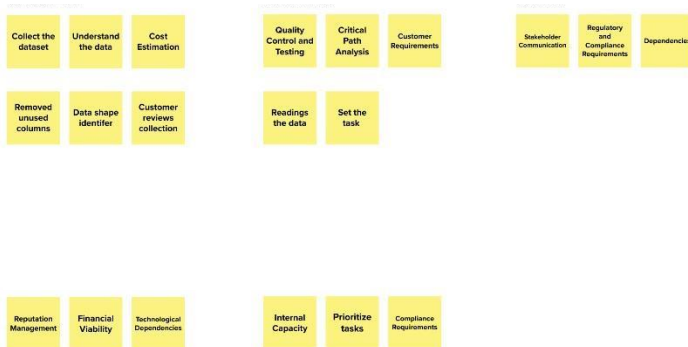 Collect the
dataset
Understand
the data
Cost
Estimation
Quality
Control and
Testing
Critical
Path
Analysis
Customer
Requirements
Stakeholder
Communication
Regulatory
and
Compliance
Requirements
Dependencies
Removed
unused
columns
Data shape
identifer
Customer
reviews
collection
Readings
the data
Set the
task
Reputation
Management
Financial
Viability
Technological
Dependencies
Internal
Capacity
Prioritize
tasks
Compliance
Requirements